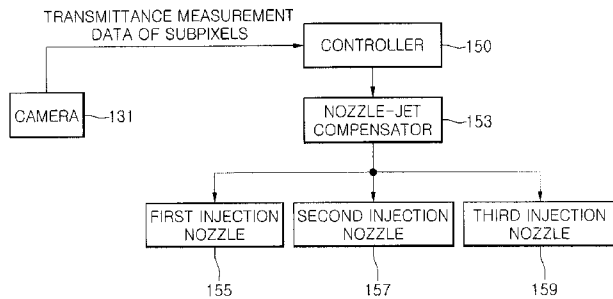 TRANSMITTANCE MEASUREMENT
DATA OF SUBPIXELS
CONTROLLER
150
CAMERA
131
NOZZLE-JET
COMPENSATOR
153
FIRST INJECTION
NOZZLE
SECOND INJECTION
NOZZLE
THIRD INJECTION
NOZZLE
155
157
159